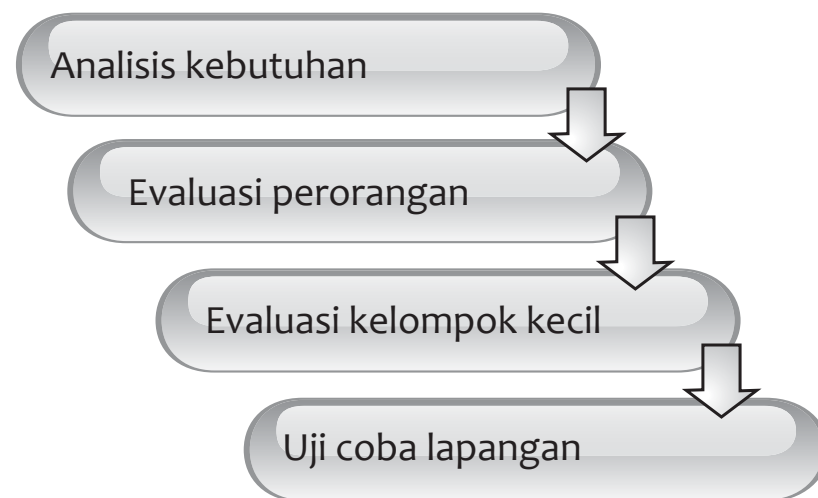 Analisis kebutuhan
Evaluasi perorangan
Evaluasi kelompok kecil
Uji coba lapangan